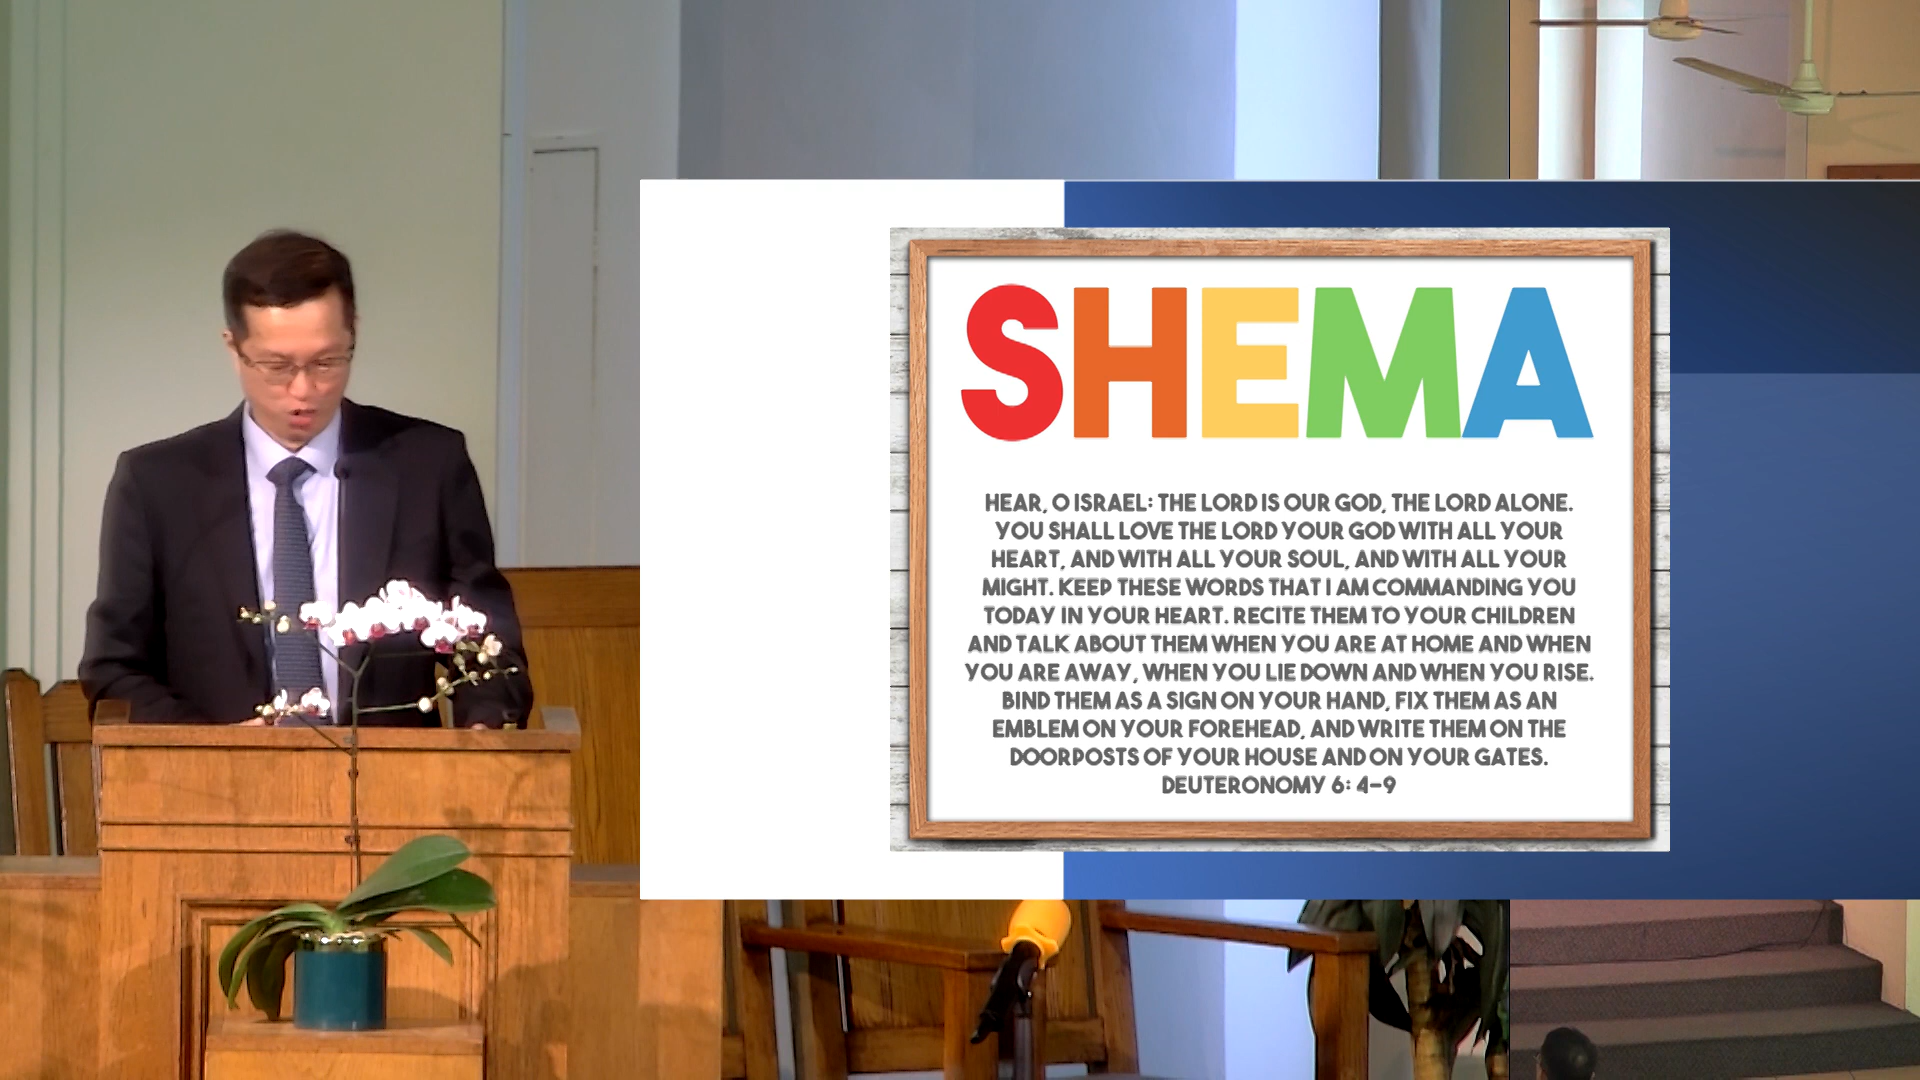 SHEMA
HEAR, O ISRAEL: THE LORD IS OUR GOD, THE LORD ALONE.
YOU SHALL LOVE THE LORD YOUR GOD WITH ALL YOUR
HEART, AND WITH ALL YOUR SOUL, AND WITH ALL YOUR
MIGHT. KEEP THESE WORDS THAT I AM COMMANDING YOU
TODAY IN YOUR HEART. RECITE THEM TO YOUR CHILDREN
AND TALK ABOUT THEM WHEN YOU ARE AT HOME AND WHEN
YOU ARE AWAY, WHEN YOU LIE DOWN AND WHEN YOU RISE.
BIND THEM AS A SIGN ON YOUR HAND, FIX THEM AS AN
EMBLEM ON YOUR FOREHEAD, AND WRITE THEM ON THE
DOORPOSTS OF YOUR HOUSE AND ON YOUR GATES.
DEUTERONOMY 6: 4-9